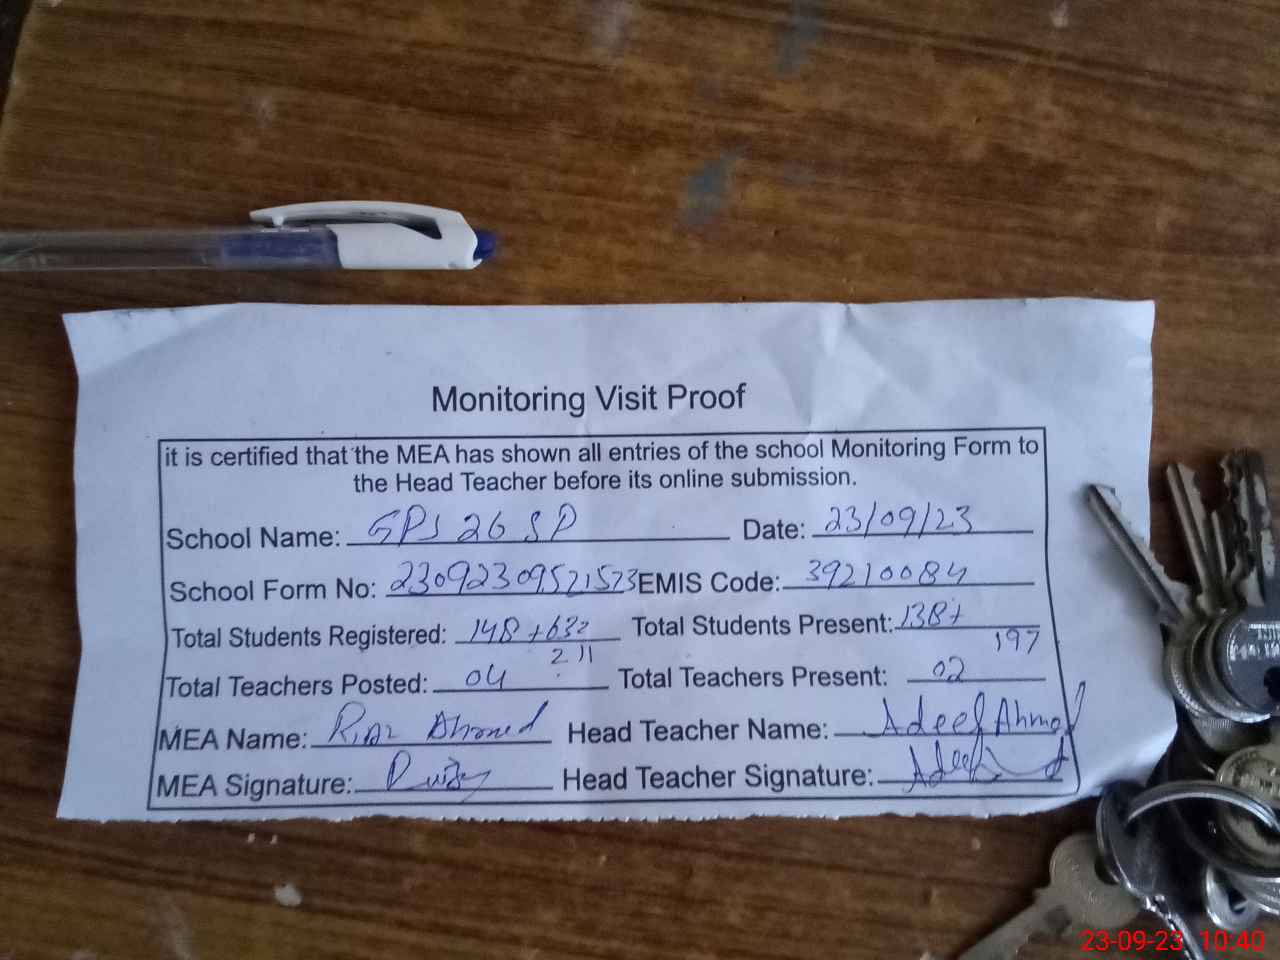 Monitoring Visit Proof
it is certified that the MEA has shown all entries of the school Monitoring Form to
the Head Teacher before its online submission.
School Name: GPS 26 SP Date: 23/09/23
School Form No: 23092309521573 EMIS Code: 39210084
Total Students Registered: 148+63= Total Students Present: 138+
211 197
Total Teachers Posted: 04 Total Teachers Present: 02
MEA Name: Riaz Ahmed Head Teacher Name: Adeel Ahmed
MEA Signature: Head Teacher Signature: Adeel
23-09-23 10:40